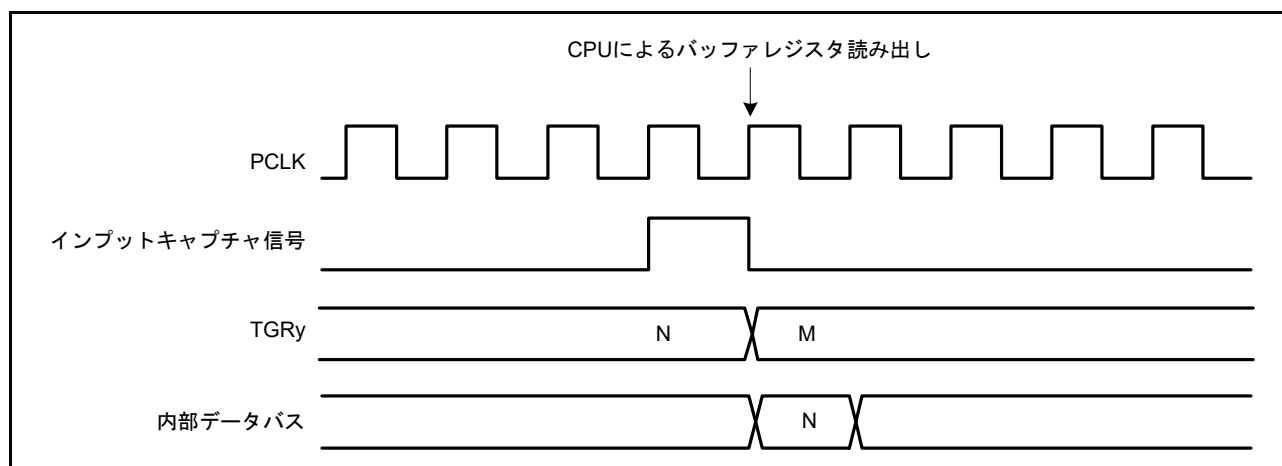 CPUによるバッファレジスタ読み出し
PCLK
インプットキャプチャ信号
TGRy
N
M
内部データバス
N